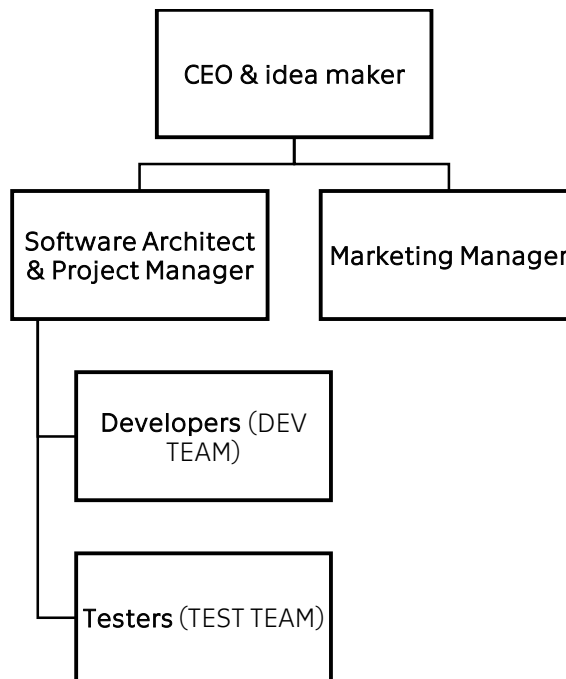 CEO & idea maker
Software Architect
& Project Manager
Marketing Manager
Developers (DEV
TEAM)
Testers (TEST TEAM)